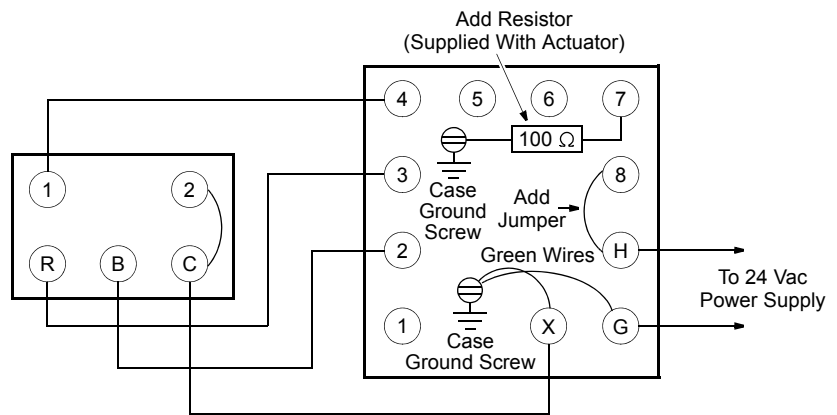 Add Resistor
(Supplied With Actuator)
4
5
6
7
100 Ω
1
2
3
Case
Ground
Screw
Add
Jumper
8
R
B
C
2
Green Wires
H
To 24 Vac
Power Supply
1
Case
Ground Screw
X
G